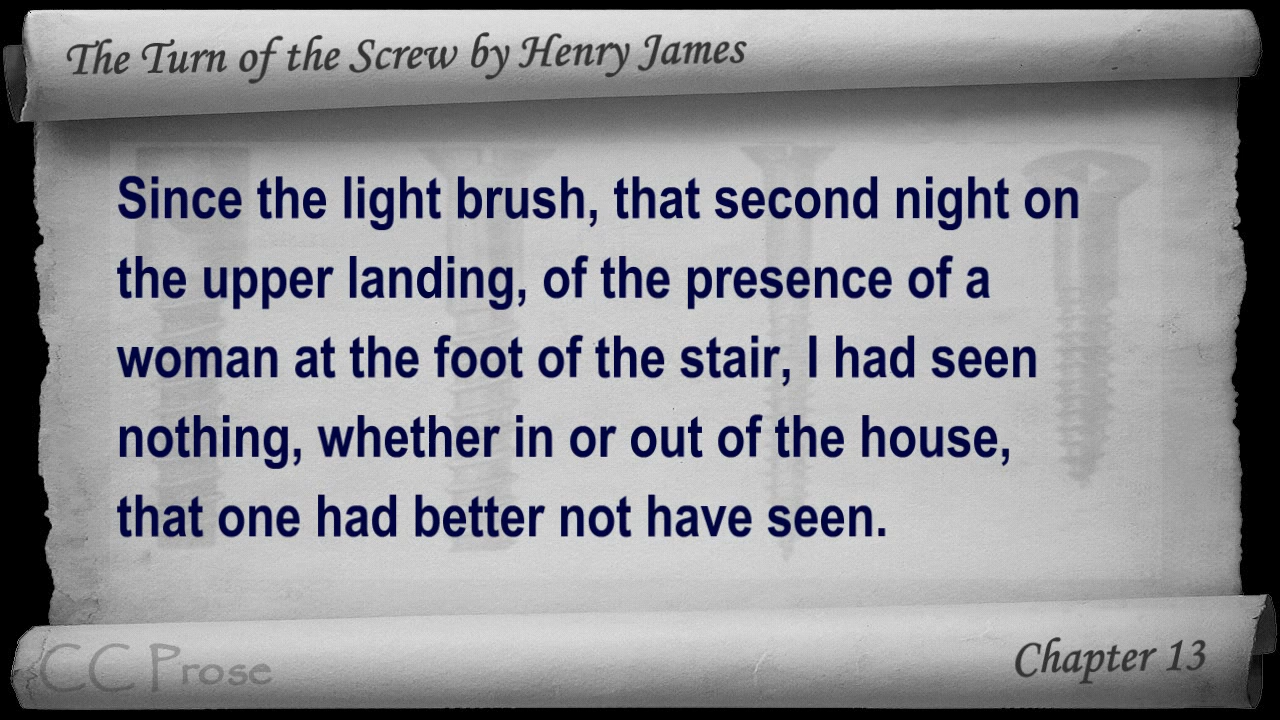 The Turn of the Screw by Henry James
Since the light brush, that second night on
the upper landing, of the presence of a
woman at the foot of the stair, I had seen
nothing, whether in or out of the house,
that one had better not have seen.
CC Prose
Chapter 13